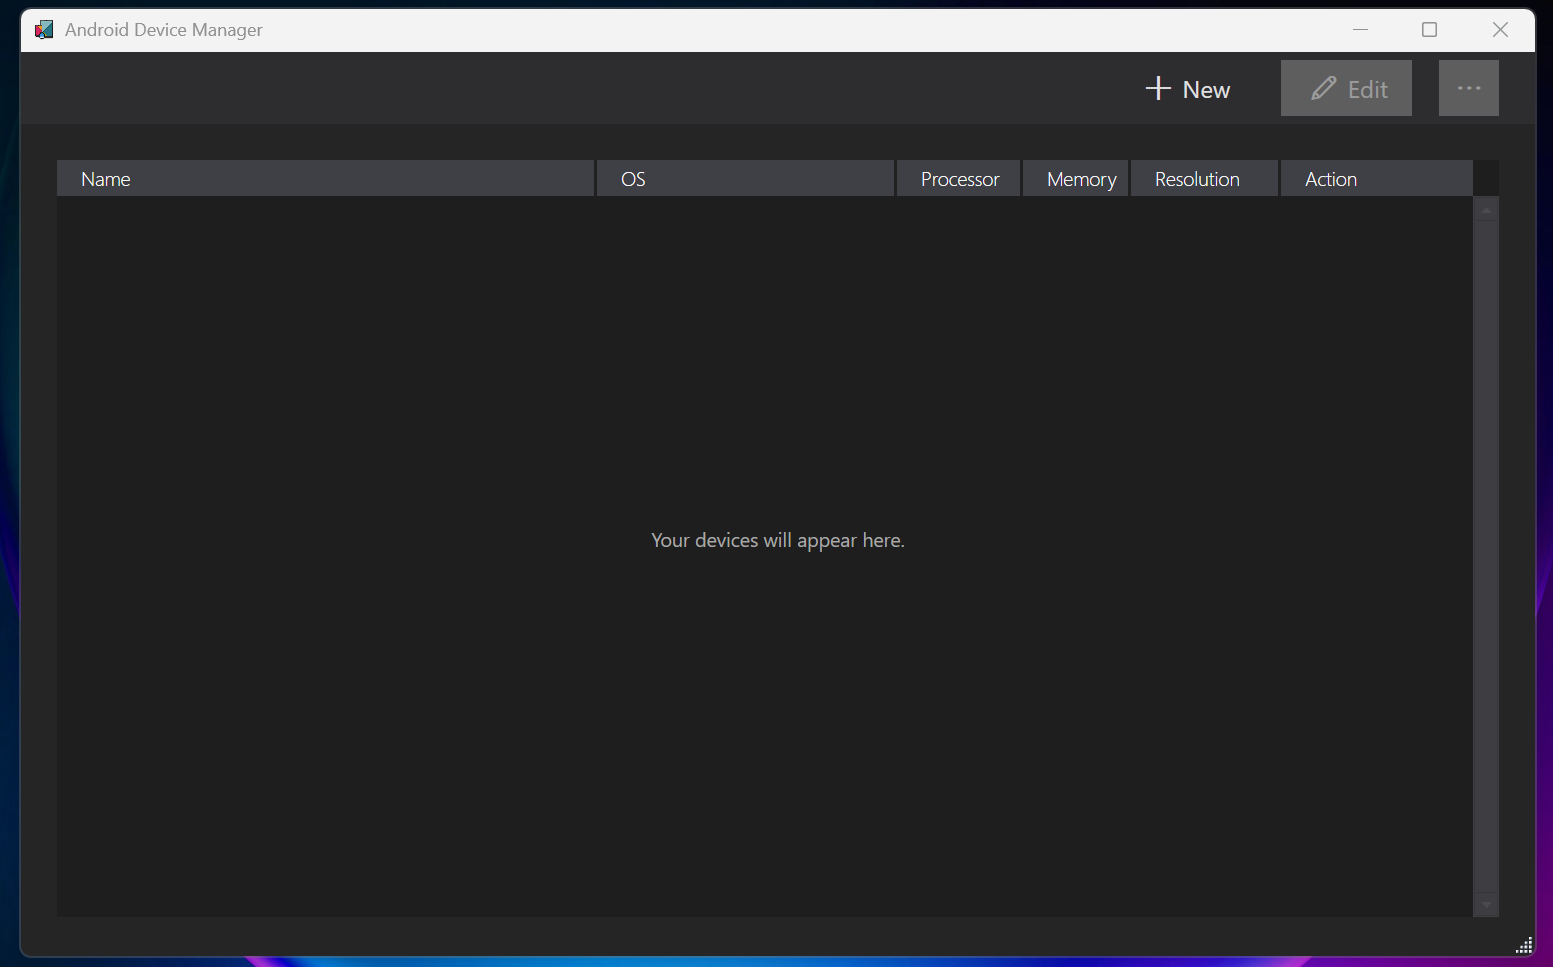 Android Device Manager
New
Edit
Name OS Processor Memory Resolution Action
Your devices will appear here.